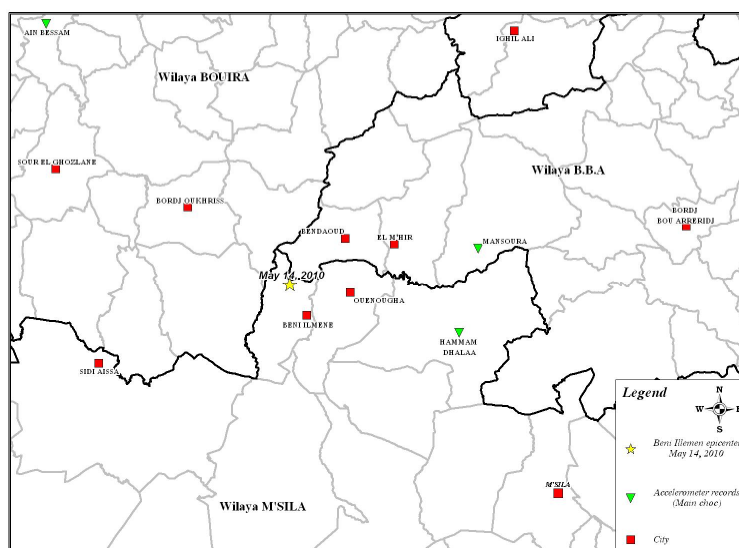 AIN BESSAM
IGHIL ALI
Wilaya BOUIRA
SOUR EL GHOZLANE
Wilaya B.B.A
BORDJ OUKHRISS
BORDJ
BOU ARRERIDJ
BENDAOUD
EL M'HIR
MANSOURA
May 14, 2010
OUENOUGHA
BENI ILMENE
HAMMAM
DHALAA
SIDI AISSA
Legend
N
W
E
S
Beni Illemen epicenter
May 14, 2010
M'SILA
Accelerometer records
(Main choc)
Wilaya M'SILA
City